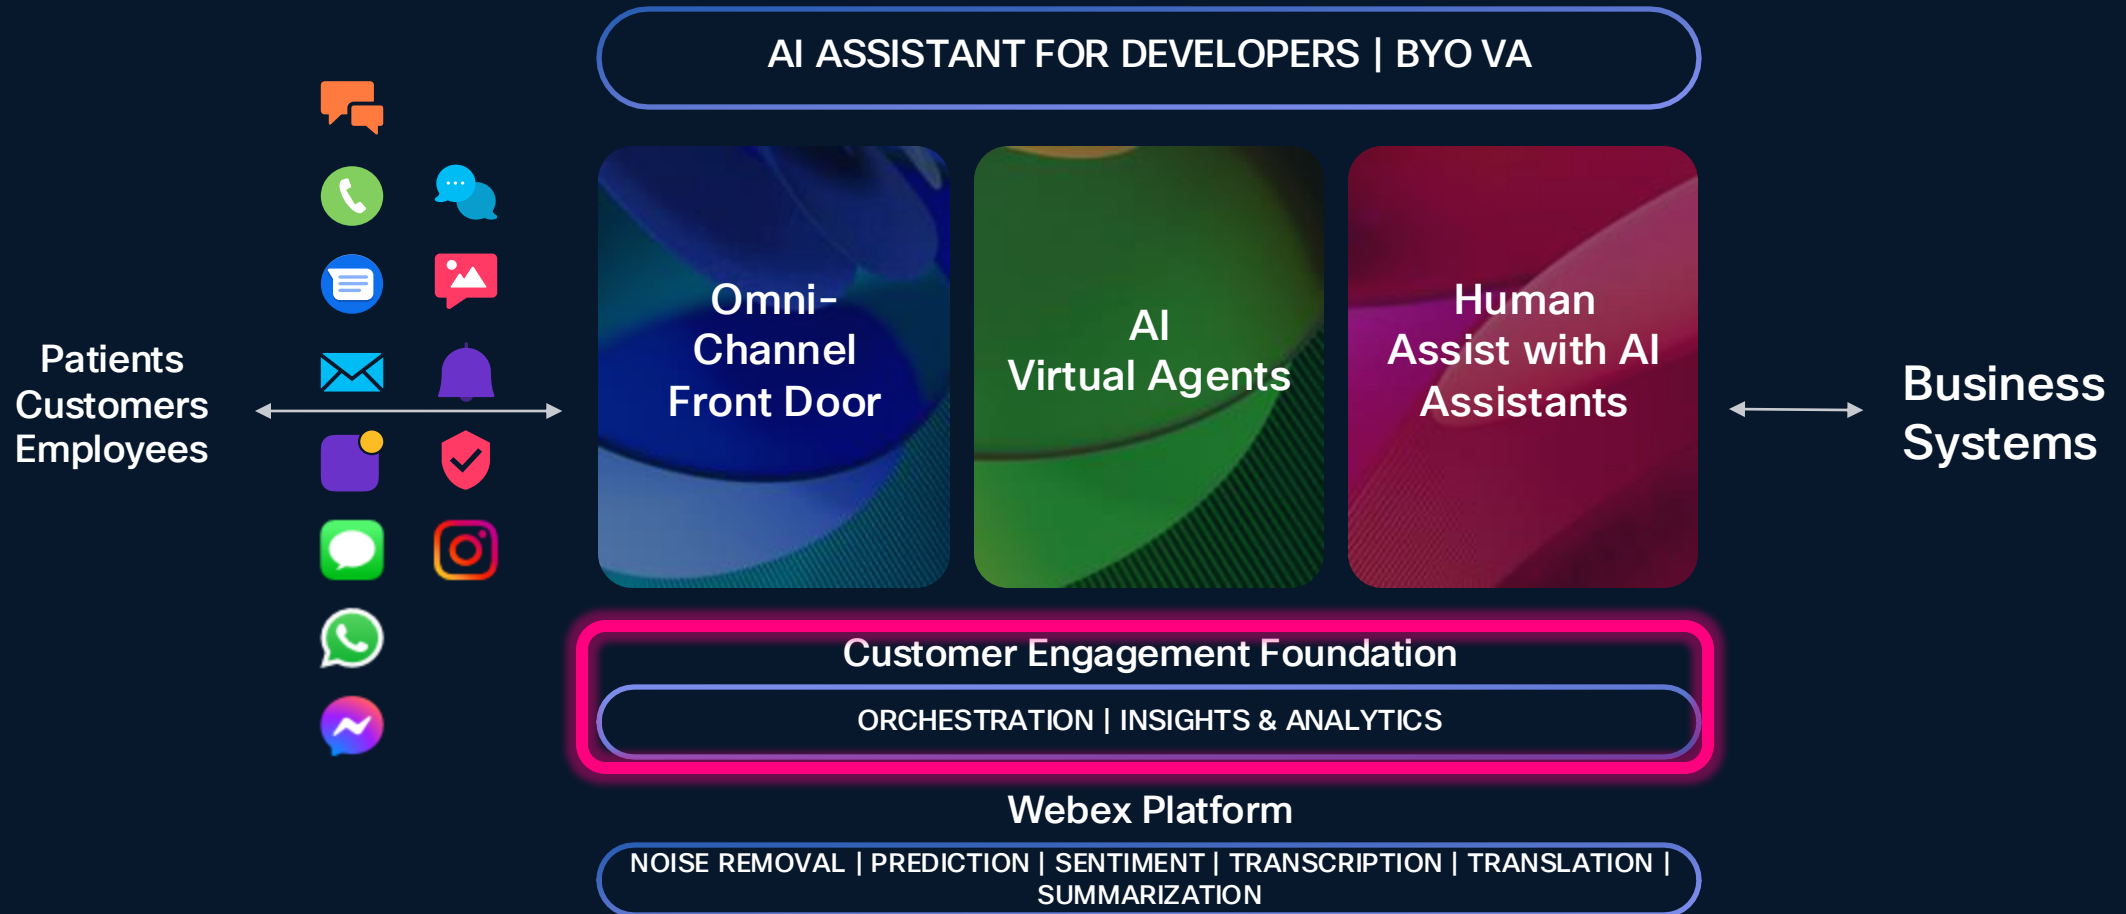 AI ASSISTANT FOR DEVELOPERS | BYO VA
Patients
Customers
Employees
Omni-
Channel
Front Door
AI
Virtual Agents
Human
Assist with AI
Assistants
Business
Systems
Customer Engagement Foundation
ORCHESTRATION | INSIGHTS & ANALYTICS
Webex Platform
NOISE REMOVAL | PREDICTION | SENTIMENT | TRANSCRIPTION | TRANSLATION |
SUMMARIZATION